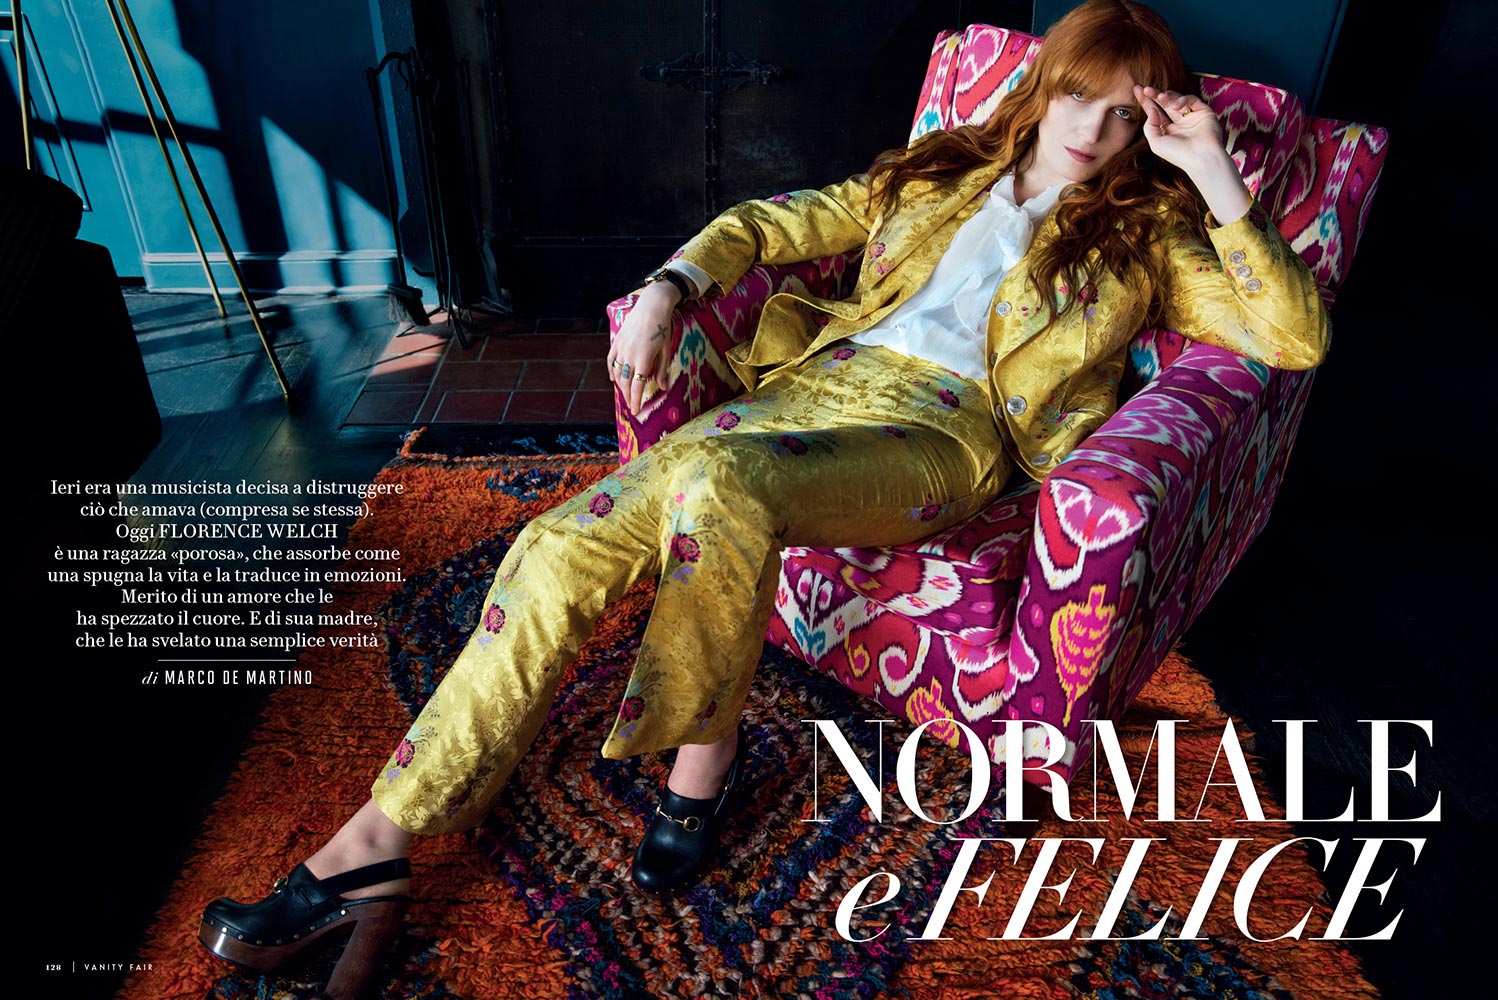 Ieri era una musicista decisa a distruggere
ciò che amava (compresa se stessa).
Oggi FLORENCE WELCH
è una ragazza «porosa», che assorbe come
una spugna la vita e la traduce in emozioni.
Merito di un amore che le
ha spezzato il cuore. E di sua madre,
che le ha svelato una semplice verità
di MARCO DE MARTINO
NORMALE
e FELICE
128 | VANITY FAIR